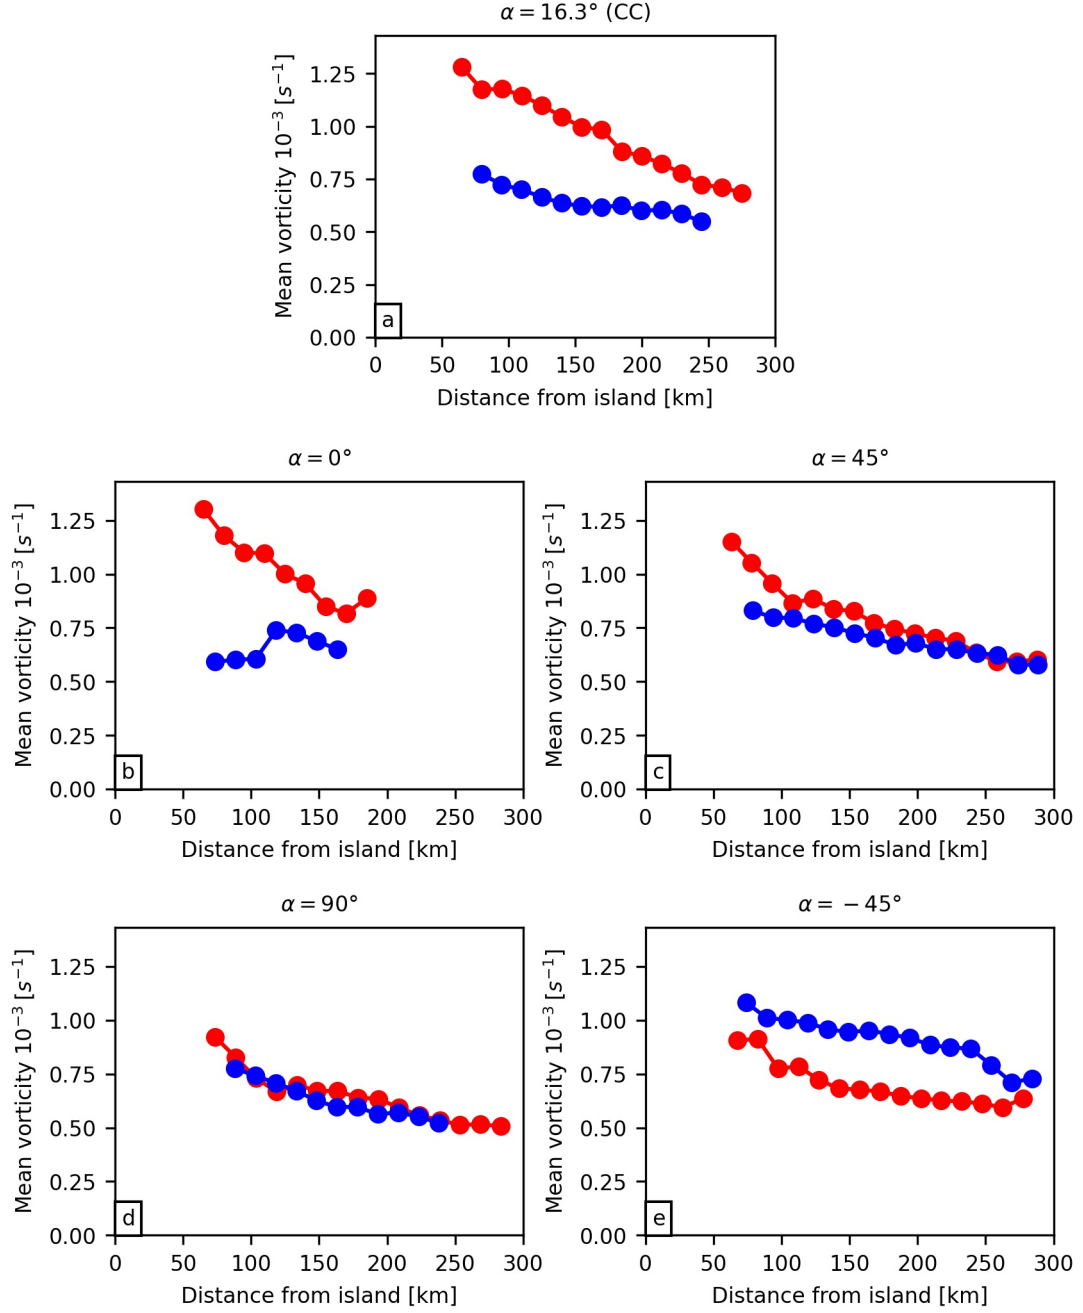 α = 16.3° (CC)
Mean vorticity 10⁻³ [s⁻¹]
1.25
1.00
0.75
0.50
0.25
0.00
a
0 50 100 150 200 250 300
Distance from island [km]
α = 0°
Mean vorticity 10⁻³ [s⁻¹]
1.25
1.00
0.75
0.50
0.25
0.00
b
0 50 100 150 200 250 300
Distance from island [km]
α = 45°
Mean vorticity 10⁻³ [s⁻¹]
1.25
1.00
0.75
0.50
0.25
0.00
c
0 50 100 150 200 250 300
Distance from island [km]
α = 90°
Mean vorticity 10⁻³ [s⁻¹]
1.25
1.00
0.75
0.50
0.25
0.00
d
0 50 100 150 200 250 300
Distance from island [km]
α = − 45°
Mean vorticity 10⁻³ [s⁻¹]
1.25
1.00
0.75
0.50
0.25
0.00
e
0 50 100 150 200 250 300
Distance from island [km]